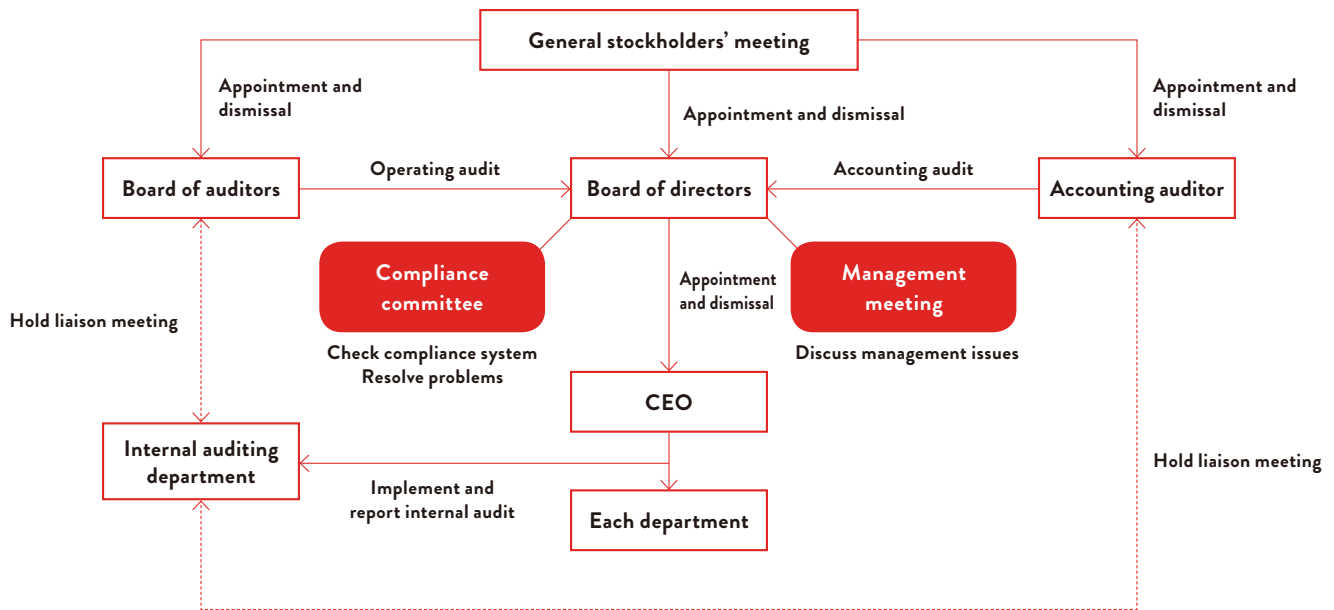 General stockholders’ meeting
Appointment and
dismissal
Appointment and dismissal
Appointment and
dismissal
Board of auditors
Operating audit
Board of directors
Accounting audit
Accounting auditor
Compliance
committee
Appointment
and dismissal
Management
meeting
Hold liaison meeting
Check compliance system
Resolve problems
Discuss management issues
CEO
Internal auditing
department
Hold liaison meeting
Implement and
report internal audit
Each department